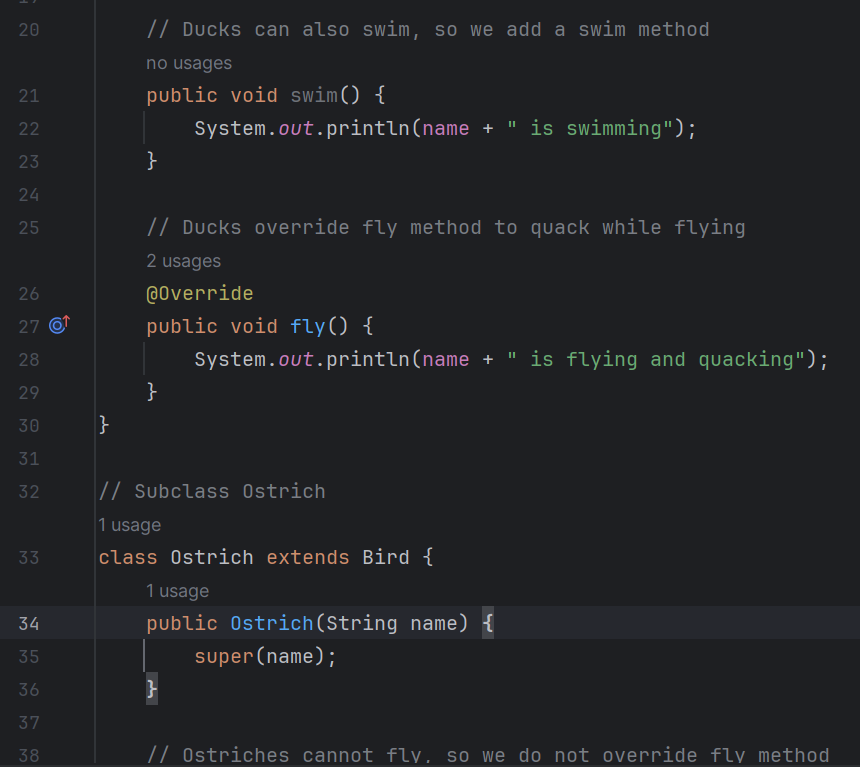 20 // Ducks can also swim, so we add a swim method
no usages
21 public void swim() {
22 System.out.println(name + " is swimming");
23 }
24
25 // Ducks override fly method to quack while flying
2 usages
26 @Override
27 public void fly() {
28 System.out.println(name + " is flying and quacking");
29 }
30 }
31
32 // Subclass Ostrich
1 usage
33 class Ostrich extends Bird {
1 usage
34 public Ostrich(String name) {
35 super(name);
36 }
37
38 // Ostriches cannot fly, so we do not override fly method